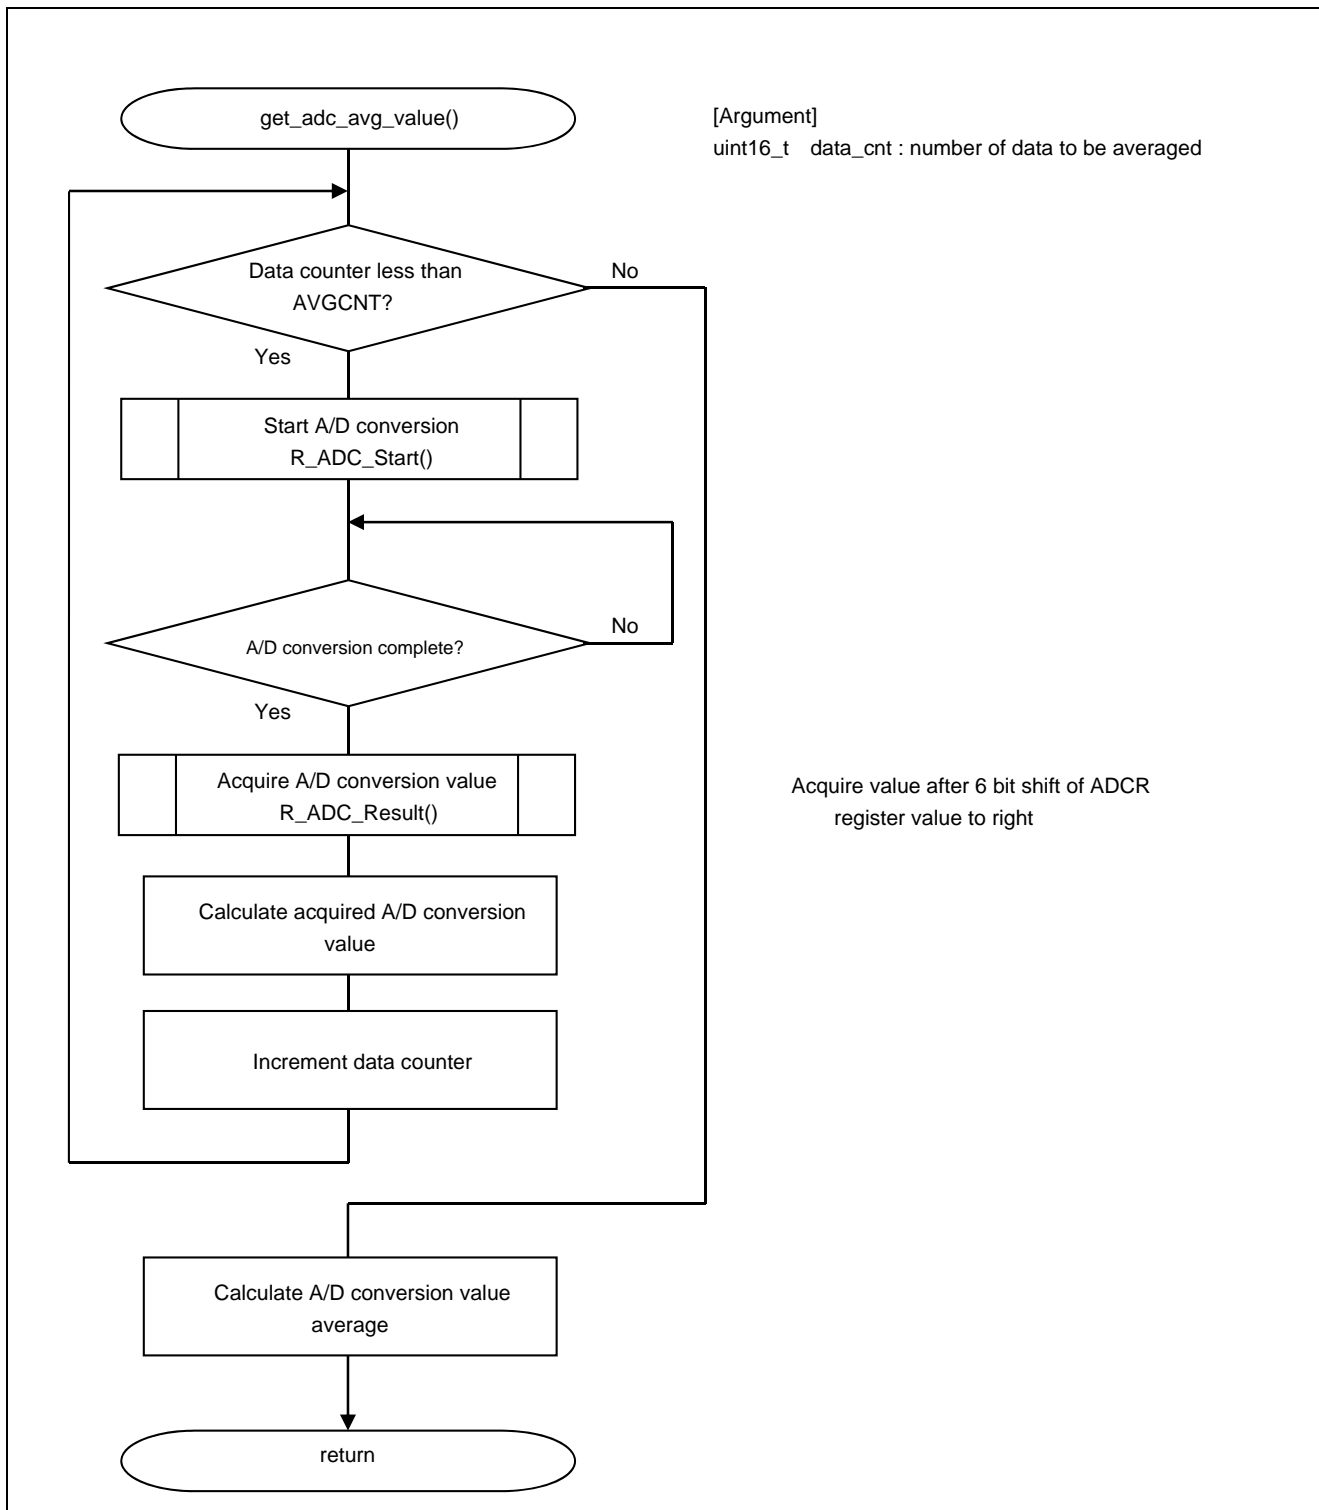 get_adc_avg_value()
[Argument]
uint16_t data_cnt : number of data to be averaged
Data counter less than
AVGCNT?
No
Yes
Start A/D conversion
R_ADC_Start()
A/D conversion complete?
No
Yes
Acquire A/D conversion value
R_ADC_Result()
Acquire value after 6 bit shift of ADCR
register value to right
Calculate acquired A/D conversion
value
Increment data counter
Calculate A/D conversion value
average
return